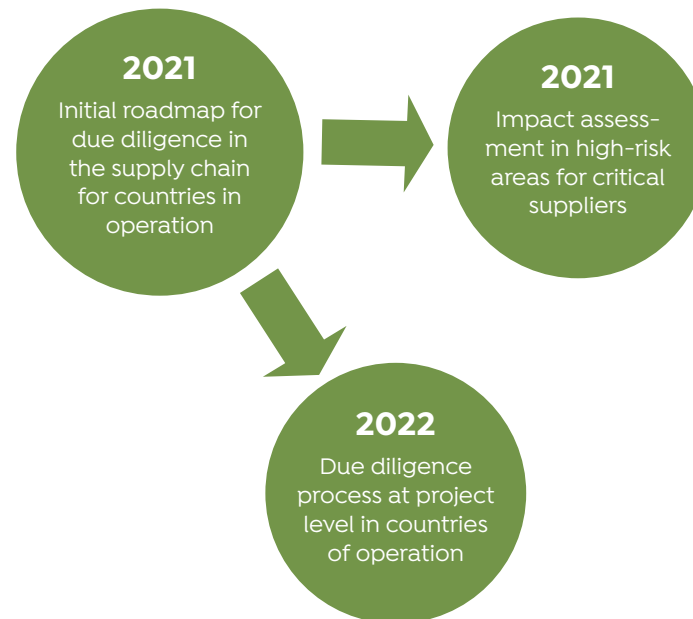 2021
Initial roadmap for
due diligence in
the supply chain
for countries in
operation
2021
Impact assess-
ment in high-risk
areas for critical
suppliers
2022
Due diligence
process at project
level in countries
of operation